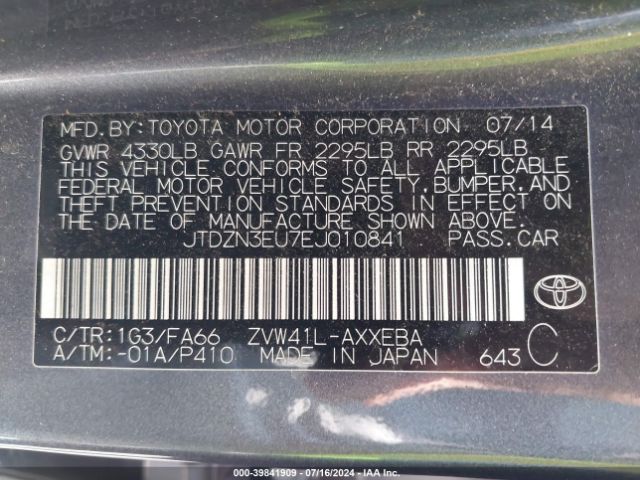 MFD.BY:TOYOTA MOTOR CORPORATION 07/14
GVWR 4330LB GAWR FR 2295LB RR 2295LB
THIS VEHICLE CONFORMS TO ALL APPLICABLE
FEDERAL MOTOR VEHICLE SAFETY,BUMPER,AND
THEFT PREVENTION STANDARDS IN EFFECT ON
THE DATE OF MANUFACTURE SHOWN ABOVE.
JTDZN3EU7EJ010841 PASS.CAR
C/TR:1G3/FA66 ZVW41L-AXXEBA
A/TM:-01A/P410 MADE IN JAPAN 643 C
000-39841909 - 07/16/2024 - IAA Inc.